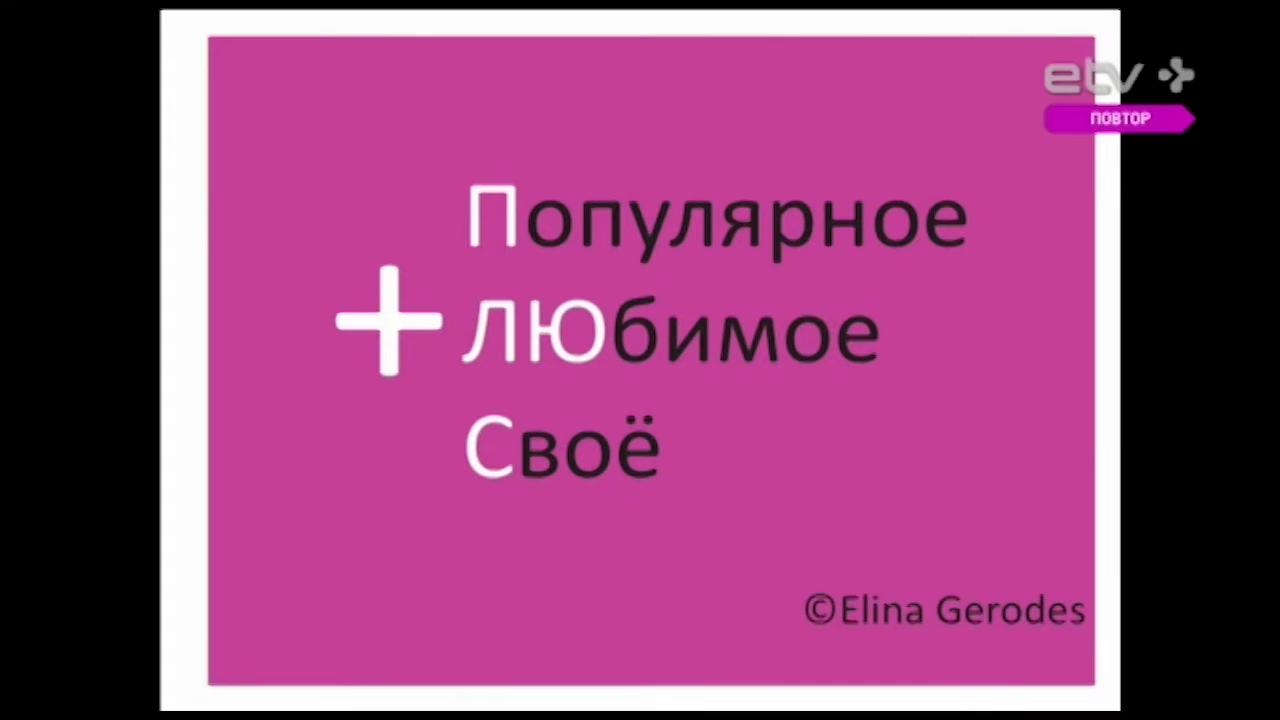 etv+
ПОВТОР
Популярное
+ ЛЮбимое
Своё
©Elina Gerodes